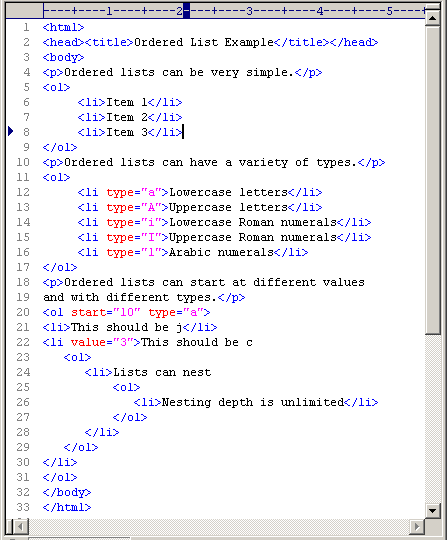 ----+----1----+----2----+----3----+----4----+----5---
1 <html>
2 <head><title>Ordered List Example</title></head>
3 <body>
4 <p>Ordered lists can be very simple.</p>
5 <ol>
6 <li>Item 1</li>
7 <li>Item 2</li>
8 <li>Item 3</li>
9 </ol>
10 <p>Ordered lists can have a variety of types.</p>
11 <ol>
12 <li type="a">Lowercase letters</li>
13 <li type="A">Uppercase letters</li>
14 <li type="i">Lowercase Roman numerals</li>
15 <li type="I">Uppercase Roman numerals</li>
16 <li type="1">Arabic numerals</li>
17 </ol>
18 <p>Ordered lists can start at different values
19 and with different types.</p>
20 <ol start="10" type="a">
21 <li>This should be j</li>
22 <li value="3">This should be c
23 <ol>
24 <li>Lists can nest
25 <ol>
26 <li>Nesting depth is unlimited</li>
27 </ol>
28 </li>
29 </ol>
30 </li>
31 </ol>
32 </body>
33 </html>